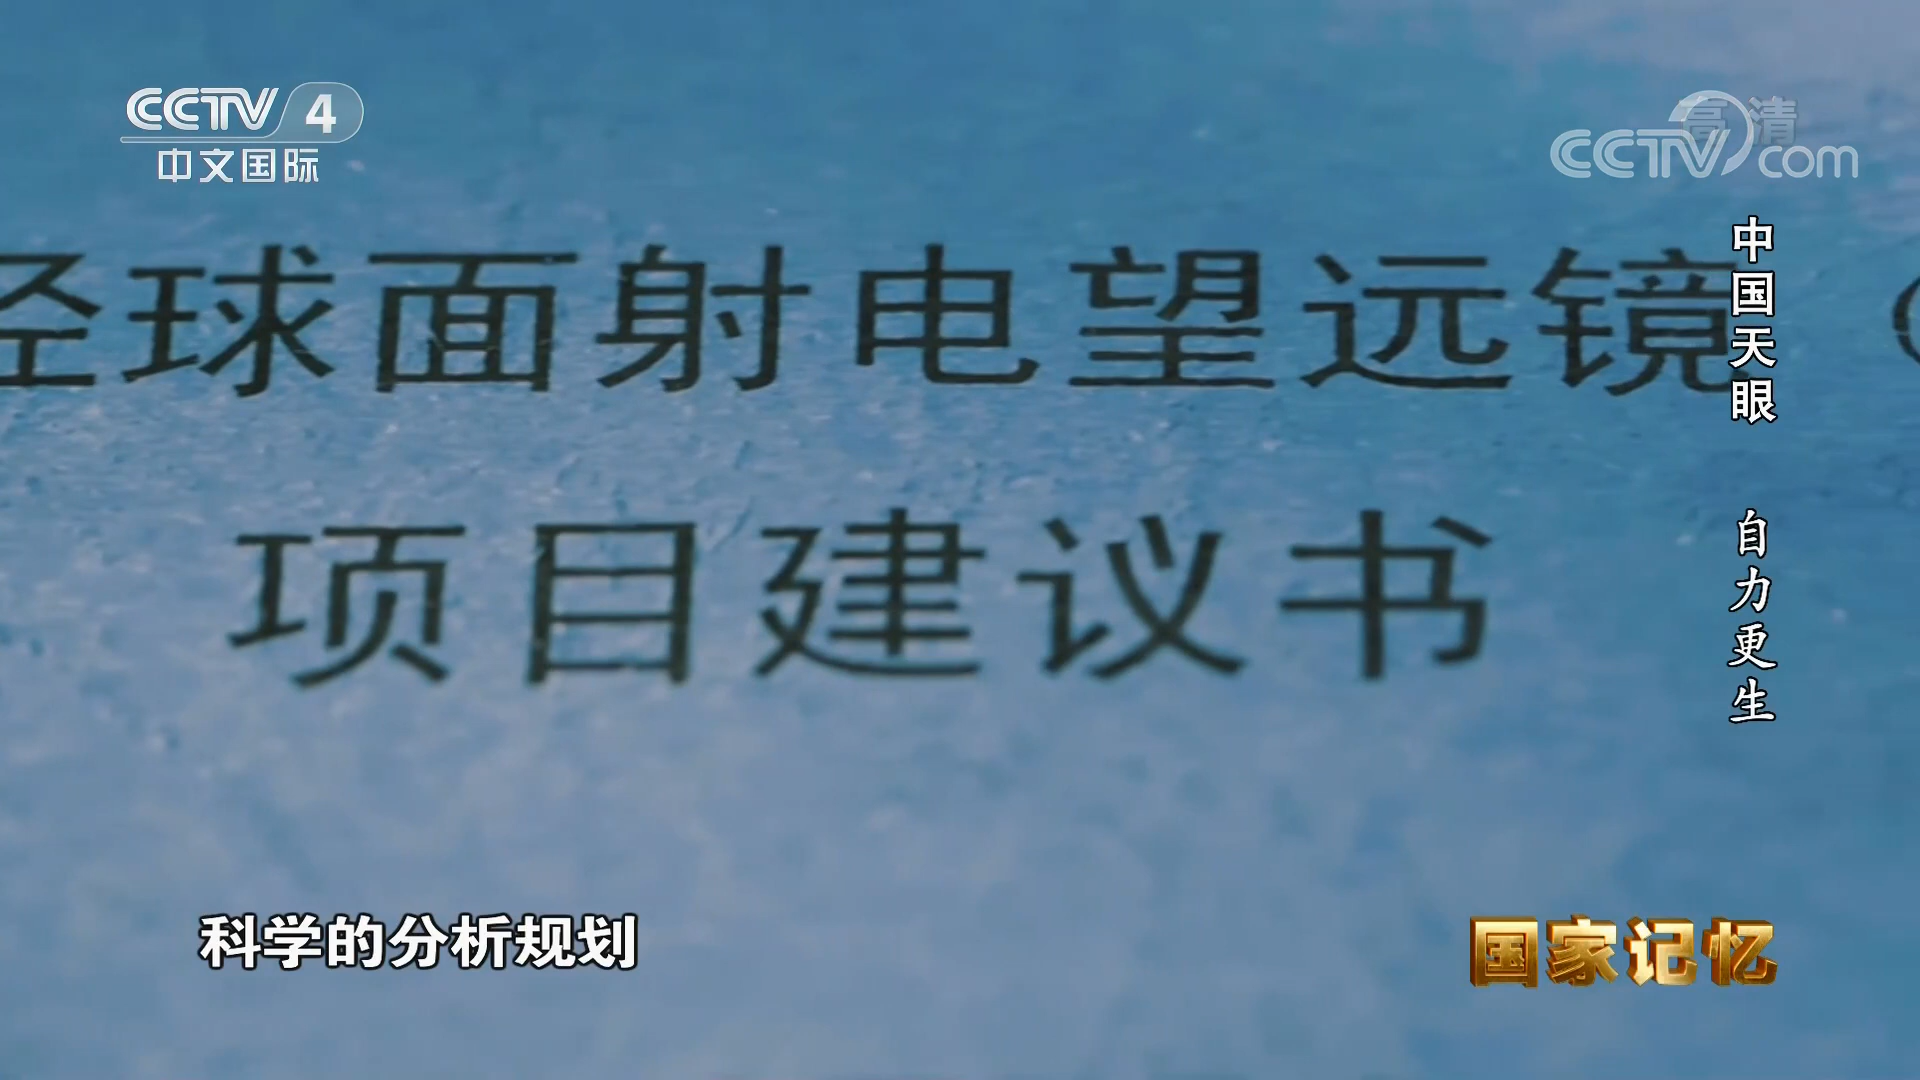 CCTV 4
中文国际
高清
CCTV com
中国天眼 自力更生
径球面射电望远镜（
项目建议书
科学的分析规划
国家记忆